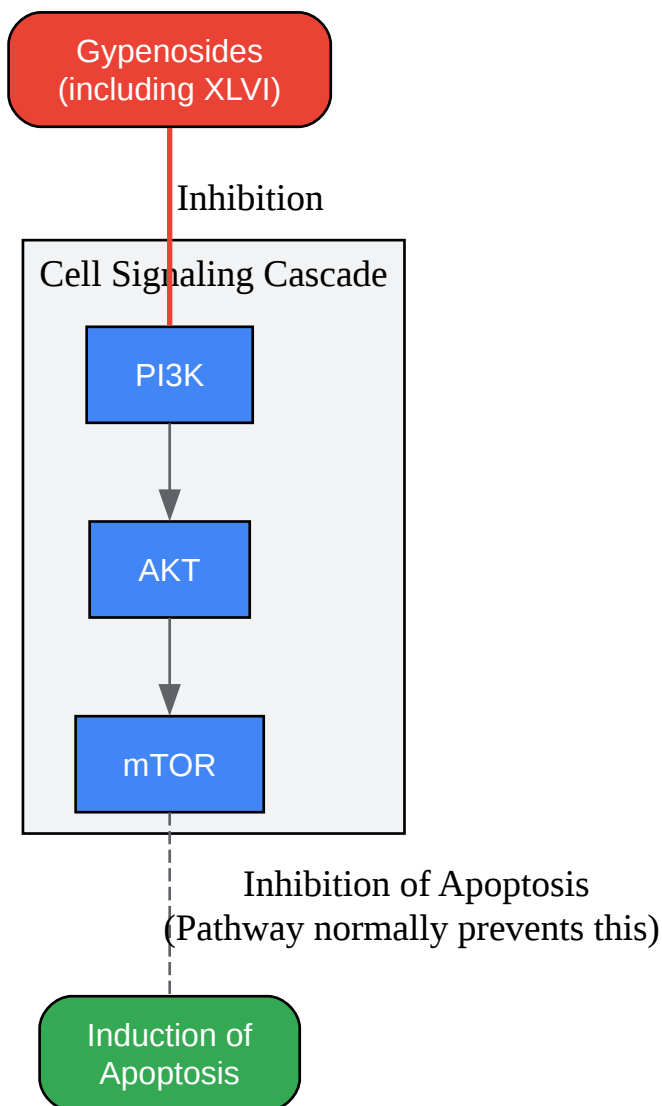 Gypenosides
(including XLVI)
Inhibition
Cell Signaling Cascade
PI3K
AKT
mTOR
Inhibition of Apoptosis
(Pathway normally prevents this)
Induction of
Apoptosis